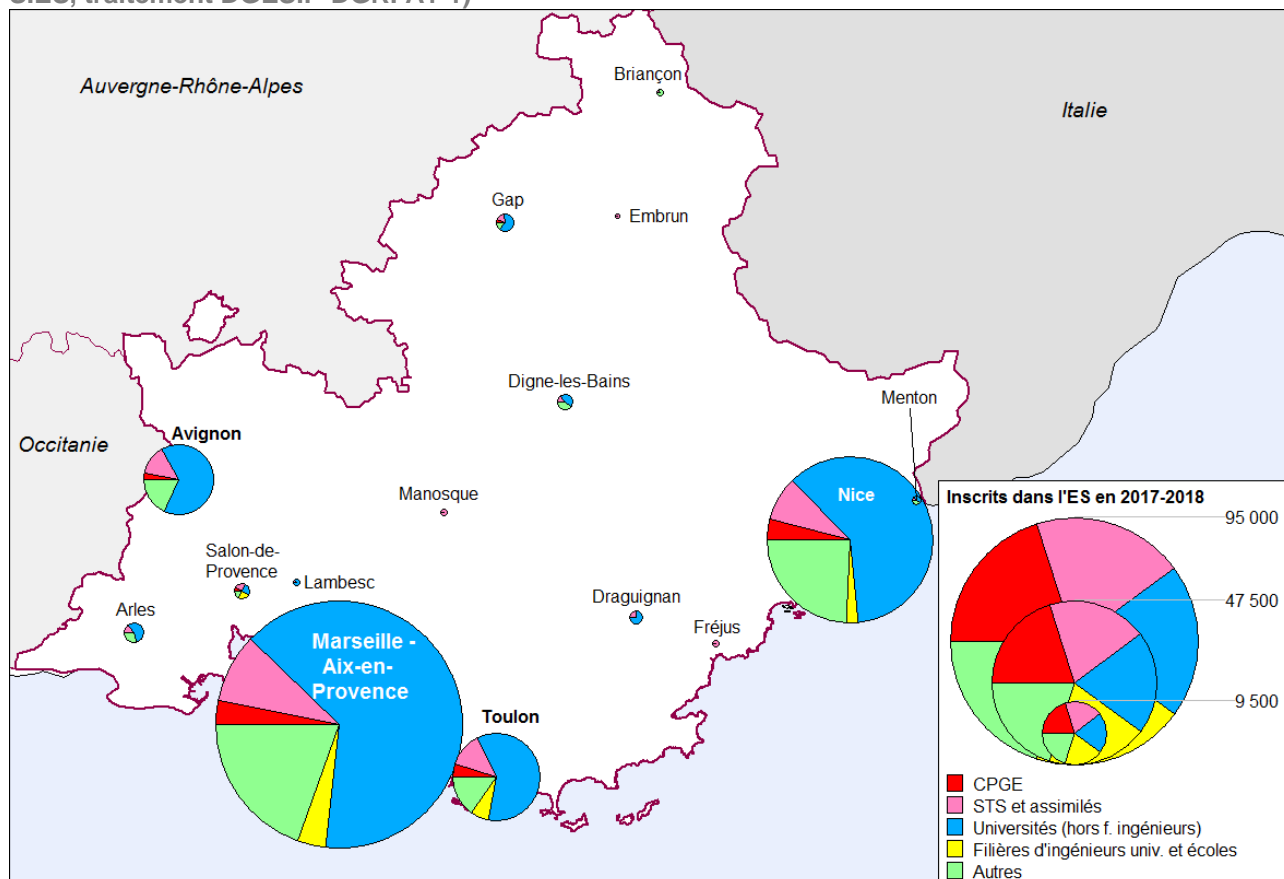 Auvergne-Rhône-Alpes
Briançon
Italie
Gap
Embrun
Digne-les-Bains
Menton
Occitanie
Avignon
Manosque
Nice
Salon-de-
Provence
Lambesc
Arles
Draguignan
Fréjus
Marseille -
Aix-en-
Provence
Toulon
Inscrits dans l'ES en 2017-2018
95 000
47 500
9 500
CPGE
STS et assimilés
Universités (hors f. ingénieurs)
Filières d'ingénieurs univ. et écoles
Autres